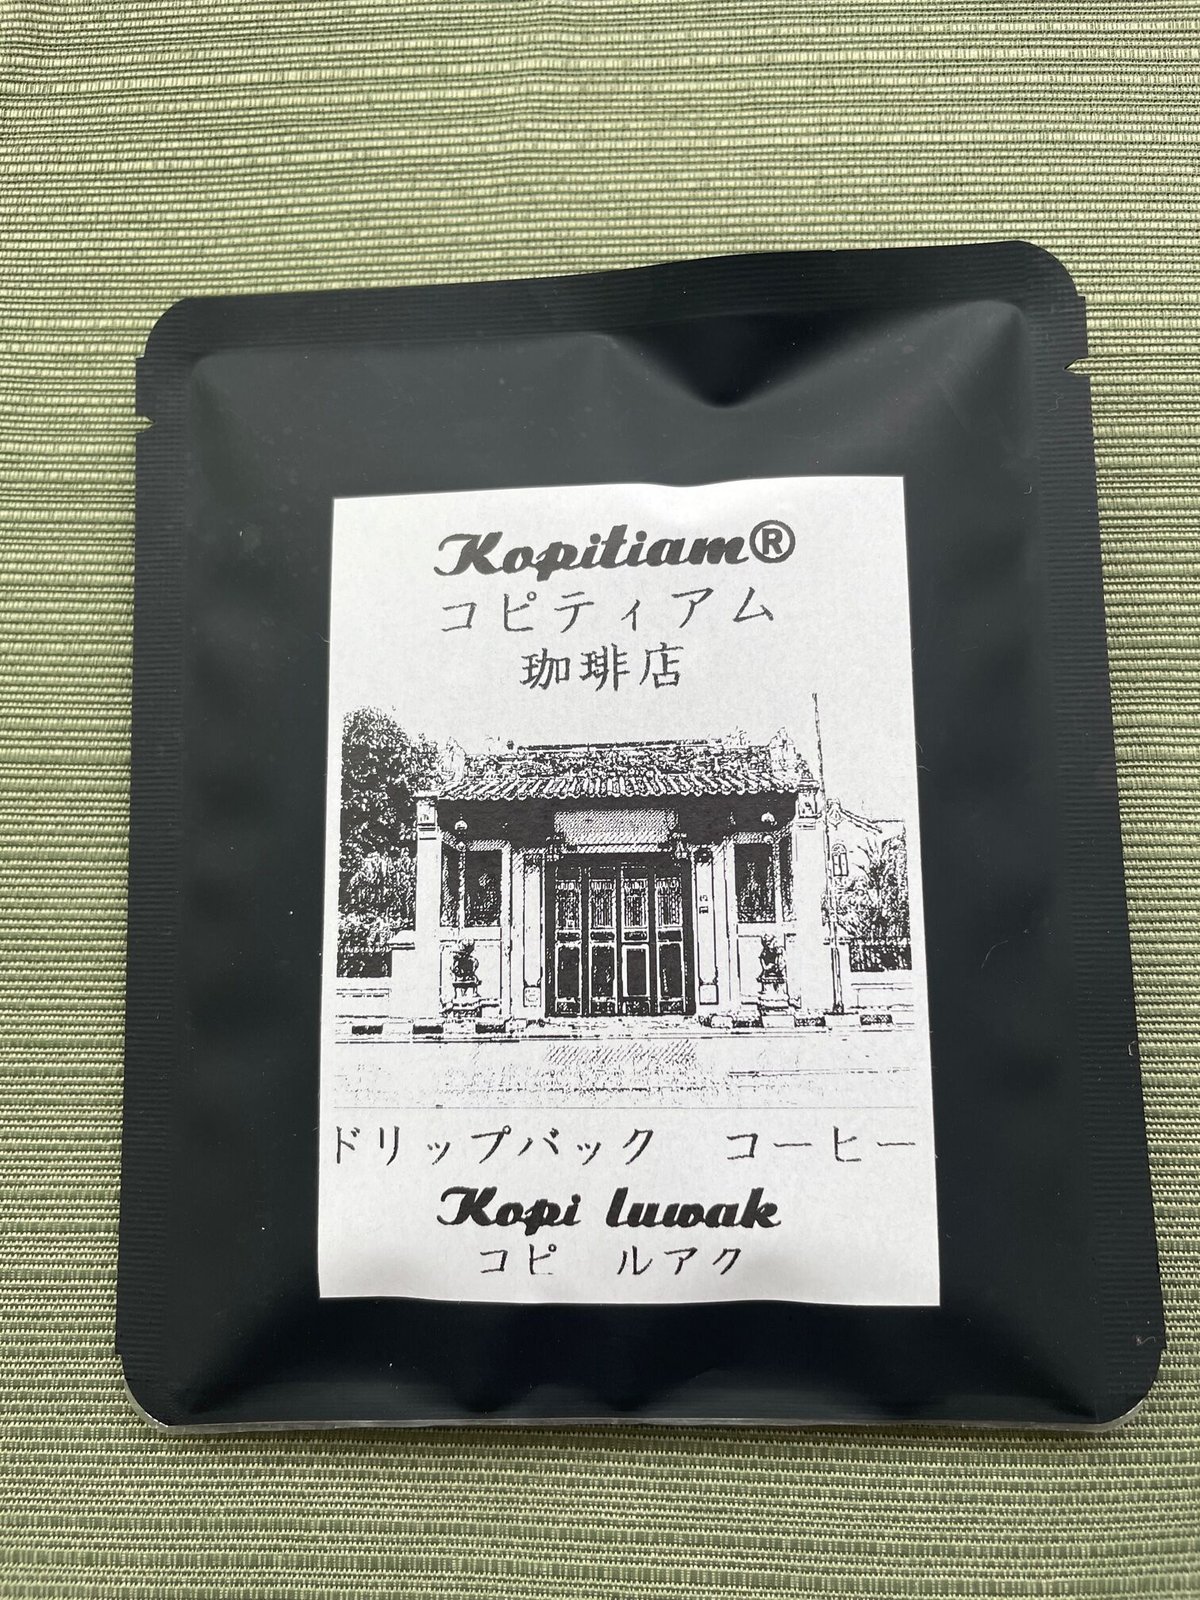 Kopitiam®
コピティアム
珈琲店
ドリップバック　コーヒー
Kopi luwak
コピ　ルアク